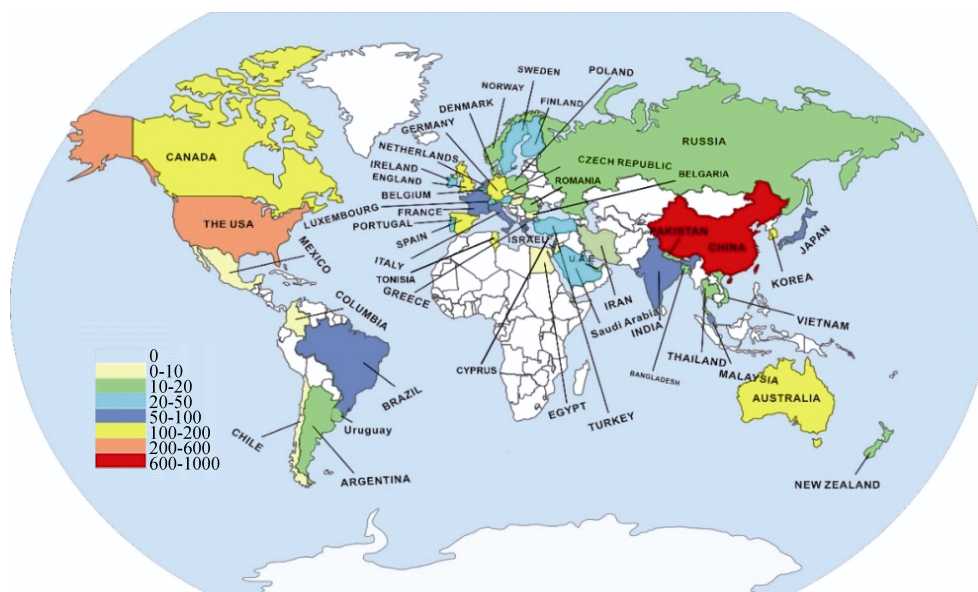 SWEDEN
POLAND
NORWAY
DENMARK
FINLAND
GERMANY
RUSSIA
NETHERLANDS
CANADA
IRELAND
CZECH REPUBLIC
ENGLAND
ROMANIA
BELGARIA
BELGIUM
LUXEMBOURG
FRANCE
THE USA
PORTUGAL
SPAIN
ISRAEL
PAKISTAN
CHINA
JAPAN
MEXICO
ITALY
UAE
TONISIA
KOREA
GREECE
IRAN
COLUMBIA
Saudi Arabia
INDIA
VIETNAM
THAILAND
CYPRUS
BANGLADESH
MALAYSIA
BRAZIL
AUSTRALIA
EGYPT
TURKEY
CHILE
Uruguay
ARGENTINA
NEW ZEALAND
0
0-10
10-20
20-50
50-100
100-200
200-600
600-1000